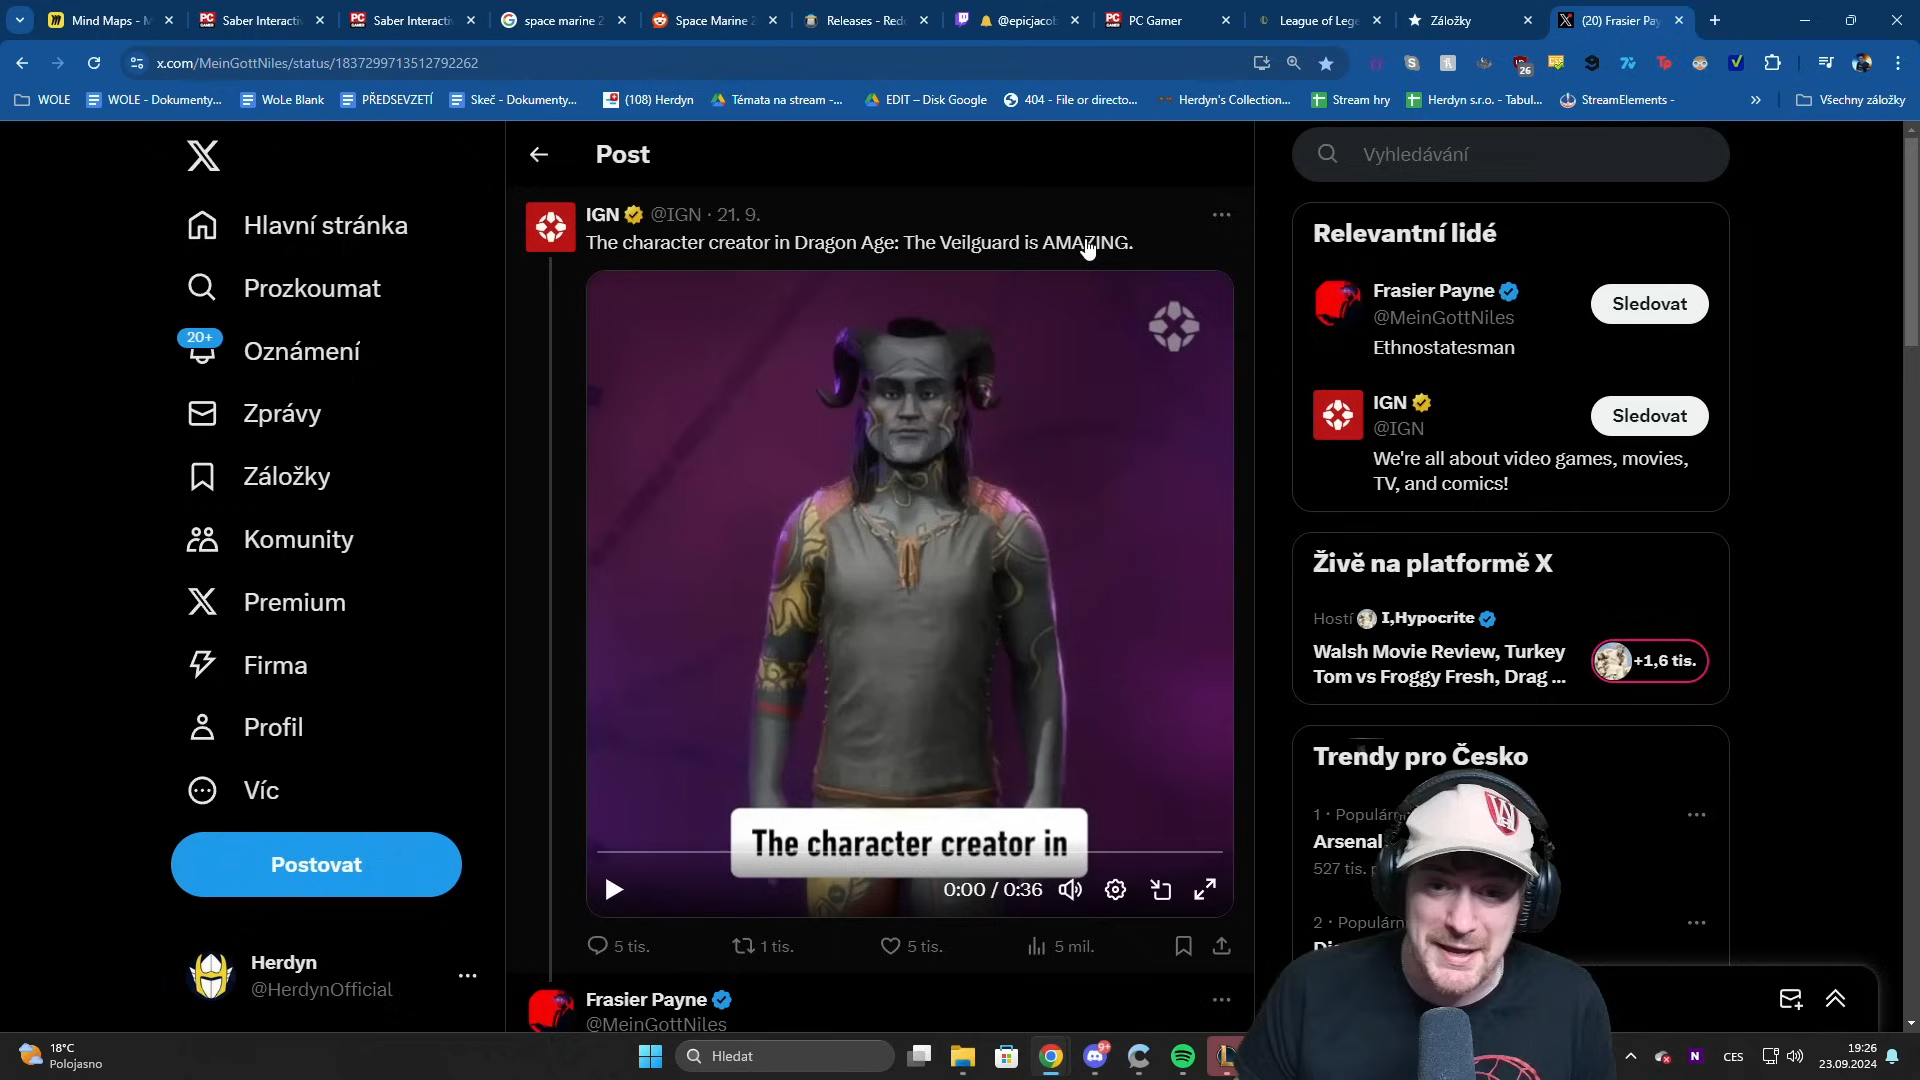 Mind Maps - M
Saber Interacti
Saber Interacti
space marine 2
Space Marine 2
Releases - Red
@epicjacob
PC Gamer
League of Lege
Záložky
(20) Frasier Pay
x.com/MeinGottNiles/status/1837299713512792262
26
WOLE
WOLE - Dokumenty...
WoLe Blank
PŘEDSEVZETÍ
Skeč - Dokumenty...
(108) Herdyn
Témata na stream -...
EDIT – Disk Google
404 - File or directo...
Herdyn's Collection...
Stream hry
Herdyn s.r.o. - Tabul...
StreamElements -
»
Všechny záložky
Hlavní stránka
Prozkoumat
20+
Oznámení
Zprávy
Záložky
Komunity
Premium
Firma
Profil
Víc
Postovat
Herdyn
@HerdynOfficial
Post
IGN @IGN · 21. 9.
The character creator in Dragon Age: The Veilguard is AMAZING.
The character creator in
0:00 / 0:36
5 tis.
1 tis.
5 tis.
5 mil.
Frasier Payne
@MeinGottNiles
Vyhledávání
Relevantní lidé
Frasier Payne
@MeinGottNiles
Sledovat
Ethnostatesman
IGN
@IGN
Sledovat
We're all about video games, movies,
TV, and comics!
Živě na platformě X
Hostí I,Hypocrite
Walsh Movie Review, Turkey
Tom vs Froggy Fresh, Drag ...
+1,6 tis.
Trendy pro Česko
1 · Populárn
Arsenal
527 tis.
2 · Populárn
18°C
Polojasno
Hledat
9+
CES
19:26
23.09.2024